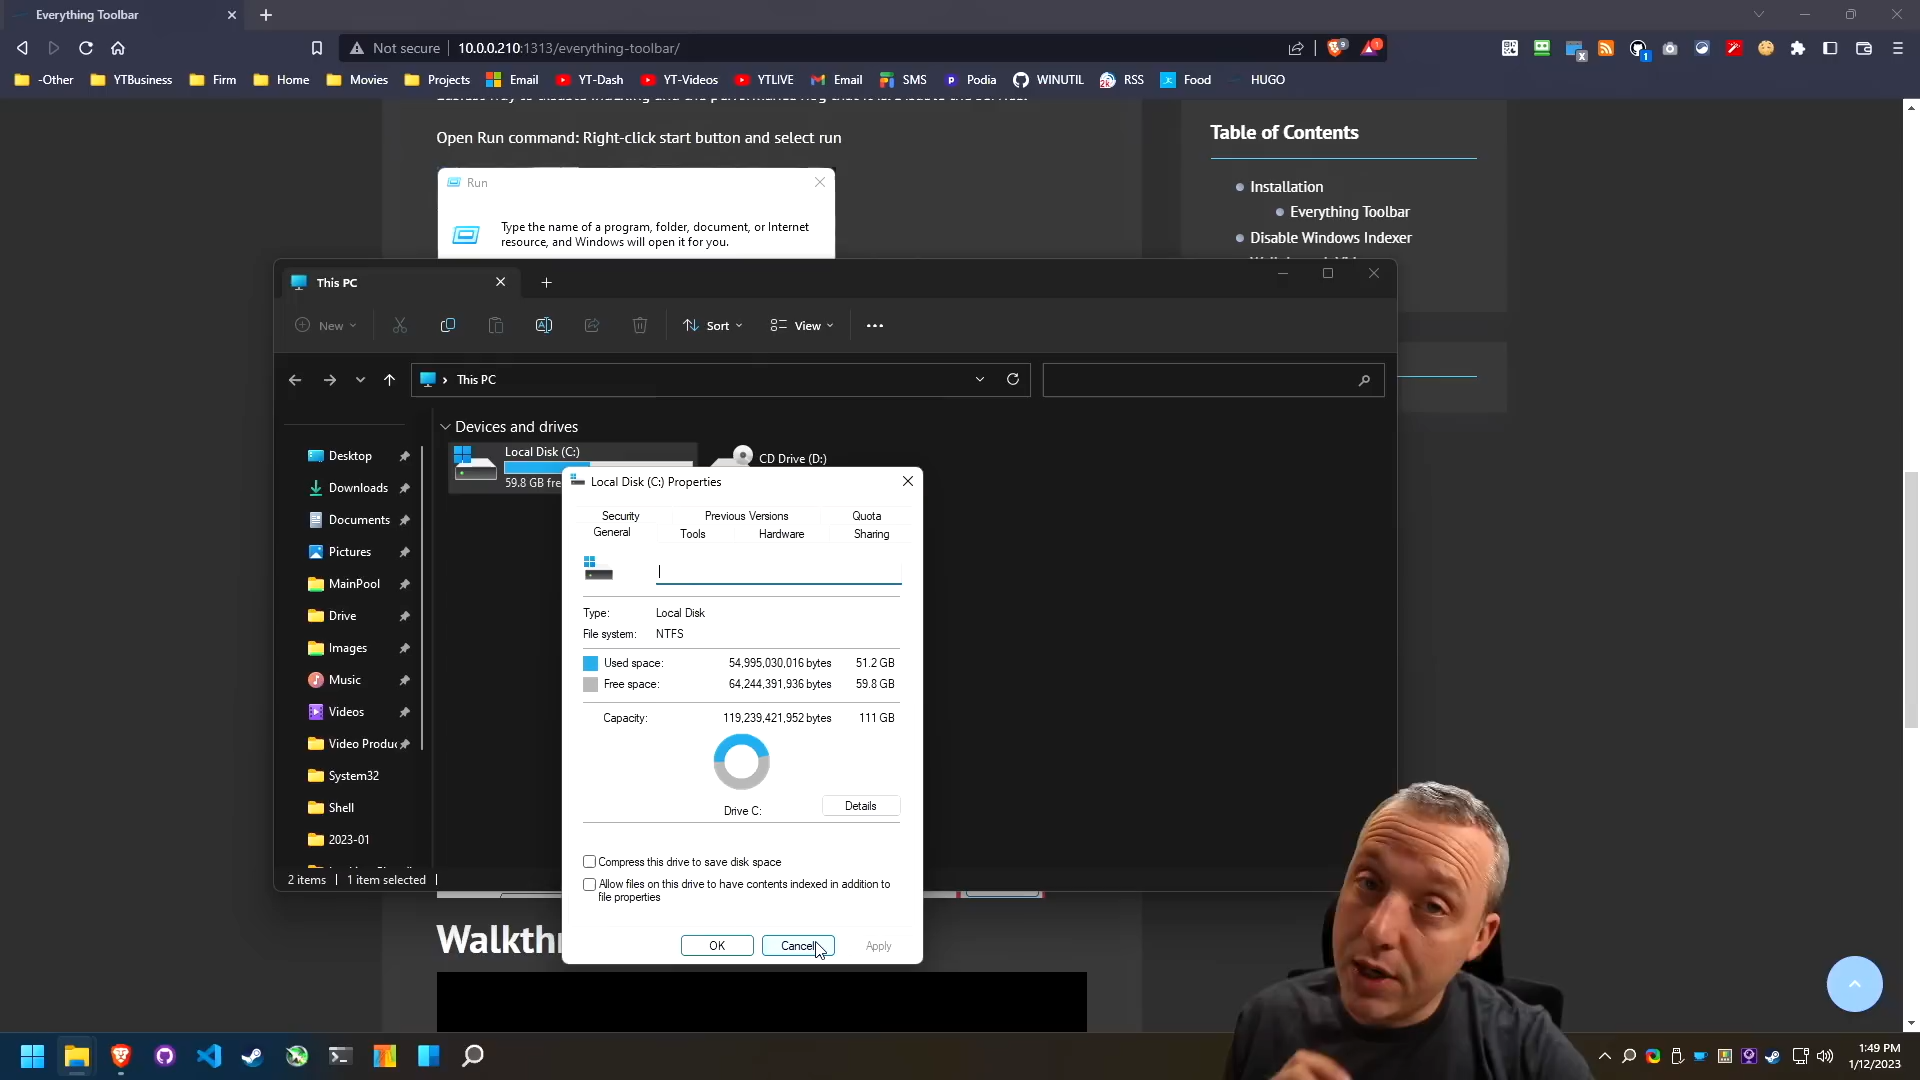 Everything Toolbar
Not secure
10.0.0.210:1313/everything-toolbar/
9
1
x
1
-Other
YTBusiness
Firm
Home
Movies
Projects
Email
YT-Dash
YT-Videos
YTLIVE
Email
SMS
Podia
WINUTIL
RSS
Food
HUGO
Open Run command: Right-click start button and select run
Run
Type the name of a program, folder, document, or Internet
resource, and Windows will open it for you.
Table of Contents
Installation
Everything Toolbar
Disable Windows Indexer
This PC
New
Sort
View
This PC
Desktop
Downloads
Documents
Pictures
MainPool
Drive
Images
Music
Videos
Video Produ
System32
Shell
2023-01
Devices and drives
Local Disk (C:)
59.8 GB fre
CD Drive (D:)
2 items
1 item selected
Local Disk (C:) Properties
Security
Previous Versions
Quota
General
Tools
Hardware
Sharing
Type: Local Disk
File system: NTFS
Used space: 54,995,030,016 bytes 51.2 GB
Free space: 64,244,391,936 bytes 59.8 GB
Capacity: 119,239,421,952 bytes 111 GB
Drive C:
Details
Compress this drive to save disk space
Allow files on this drive to have contents indexed in addition to
file properties
OK
Cancel
Apply
Walkth
1:49 PM
1/12/2023